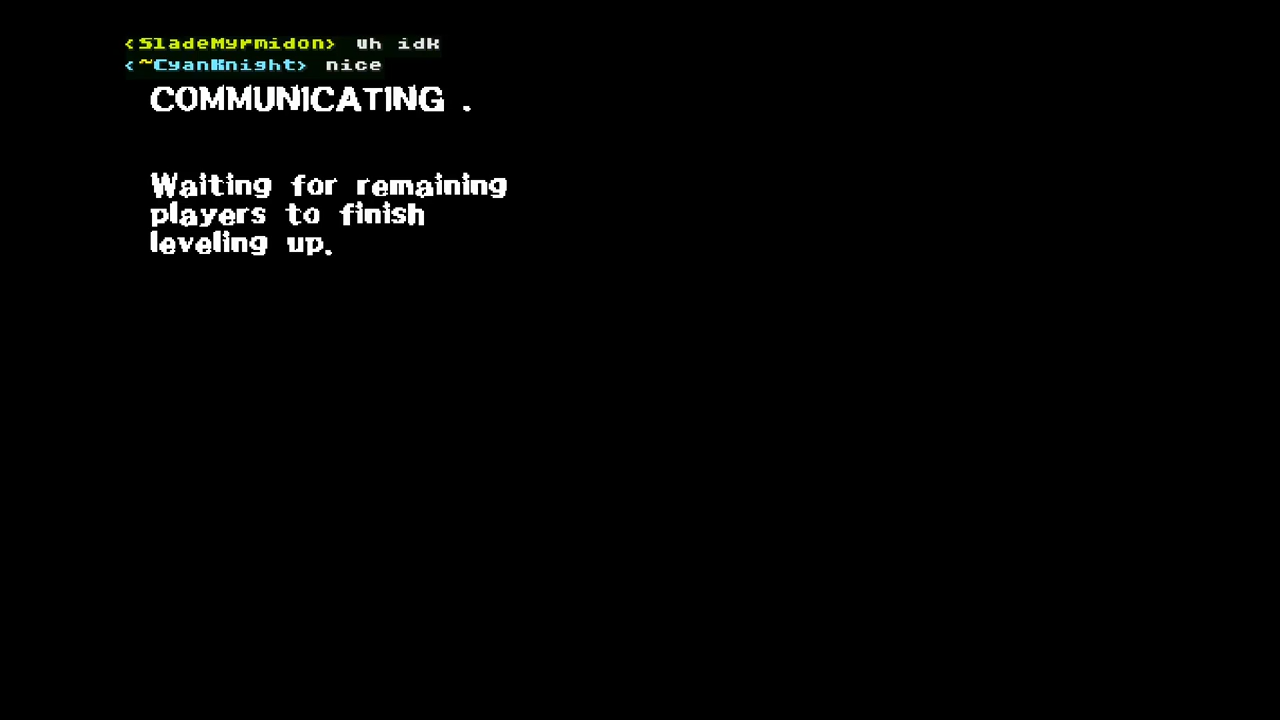 <SladeMyrmidon> uh idk
<~CyanKnight> nice
COMMUNICATING .
Waiting for remaining
players to finish
leveling up.